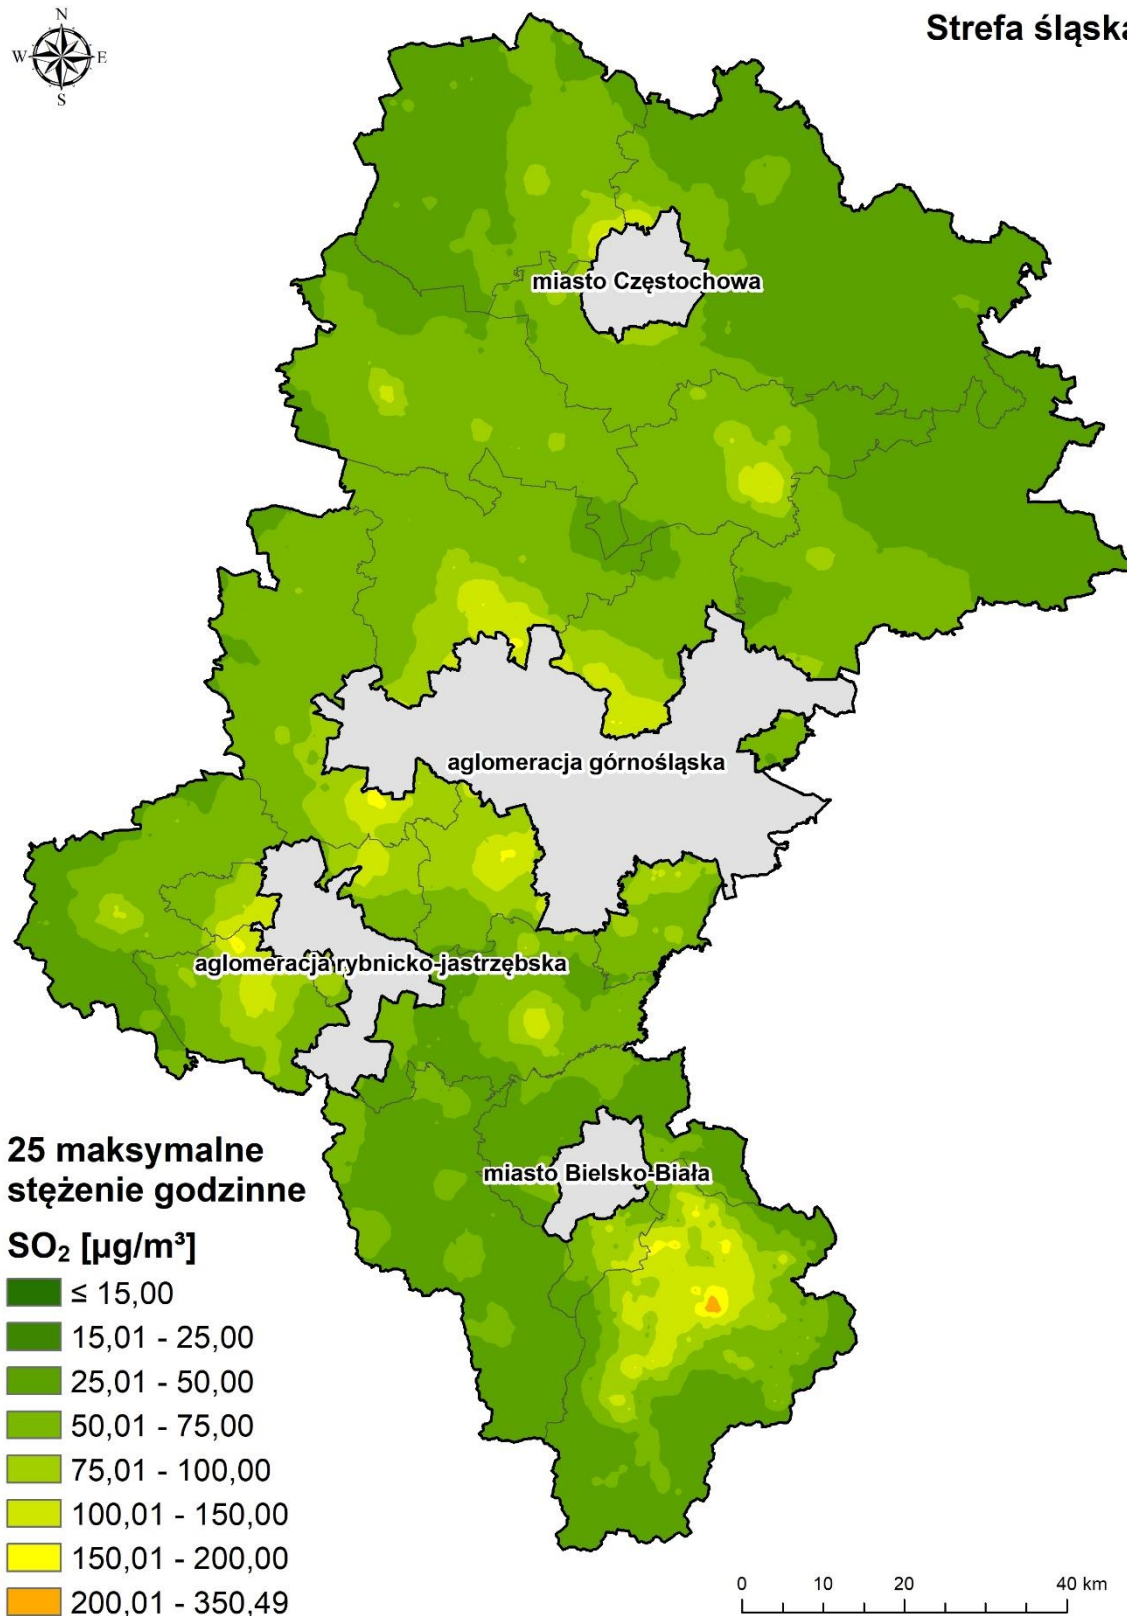 N
W E
S
Strefa śląska
miasto Częstochowa
aglomeracja górnośląska
aglomeracja rybnicko-jastrzębska
miasto Bielsko-Biała
25 maksymalne
stężenie godzinne
SO₂ [µg/m³]
≤ 15,00
15,01 - 25,00
25,01 - 50,00
50,01 - 75,00
75,01 - 100,00
100,01 - 150,00
150,01 - 200,00
200,01 - 350,49
0 10 20 40 km